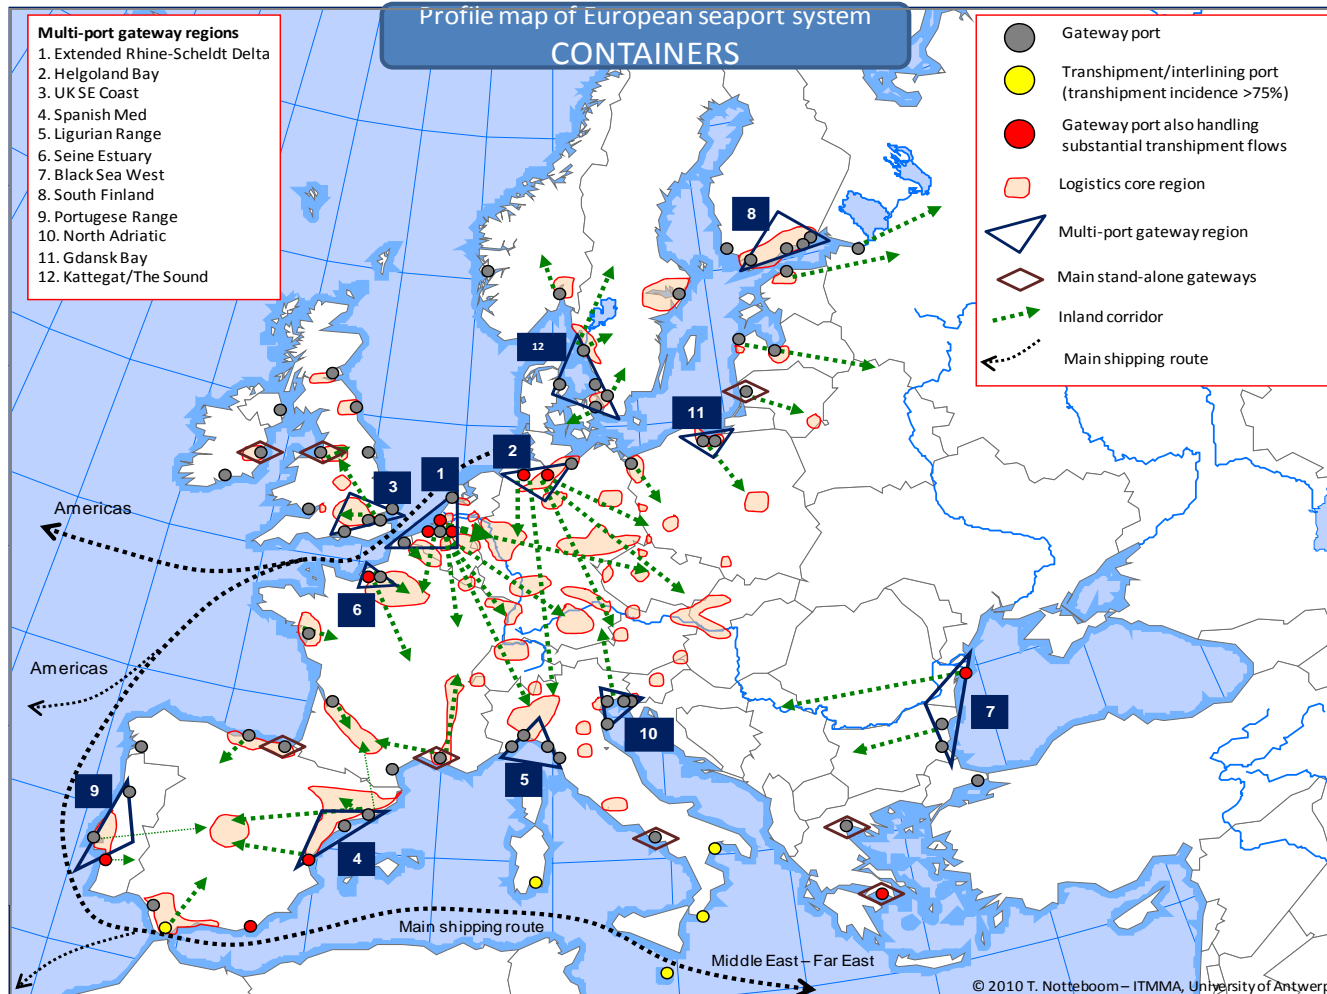 Profile map of European seaport system
CONTAINERS
Multi-port gateway regions
1. Extended Rhine-Scheldt Delta
2. Helgoland Bay
3. UK SE Coast
4. Spanish Med
5. Ligurian Range
6. Seine Estuary
7. Black Sea West
8. South Finland
9. Portugese Range
10. North Adriatic
11. Gdansk Bay
12. Kattegat/The Sound
Gateway port
Transhipment/interlining port
(transhipment incidence >75%)
Gateway port also handling
substantial transhipment flows
Logistics core region
Multi-port gateway region
Main stand-alone gateways
Inland corridor
Main shipping route
8
12
11
2
1
3
Americas
6
Americas
7
10
5
9
4
Main shipping route
Middle East – Far East
© 2010 T. Notteboom – ITMMA, University of Antwerp